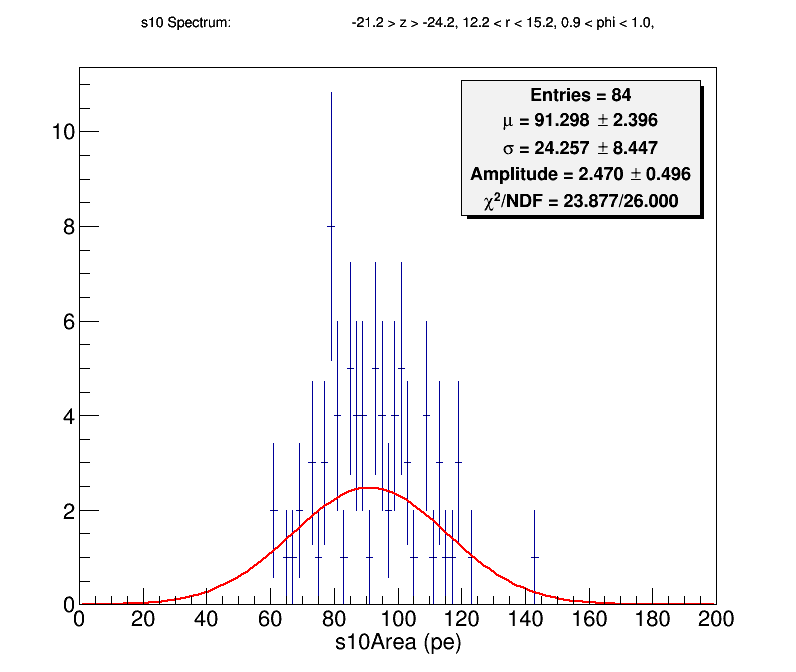 s10 Spectrum: -21.2 > z > -24.2, 12.2 < r < 15.2, 0.9 < phi < 1.0,
Entries = 84
μ = 91.298 ± 2.396
σ = 24.257 ± 8.447
Amplitude = 2.470 ± 0.496
χ²/NDF = 23.877/26.000
10
8
6
4
2
0
0 20 40 60 80 100 120 140 160 180 200
s10Area (pe)